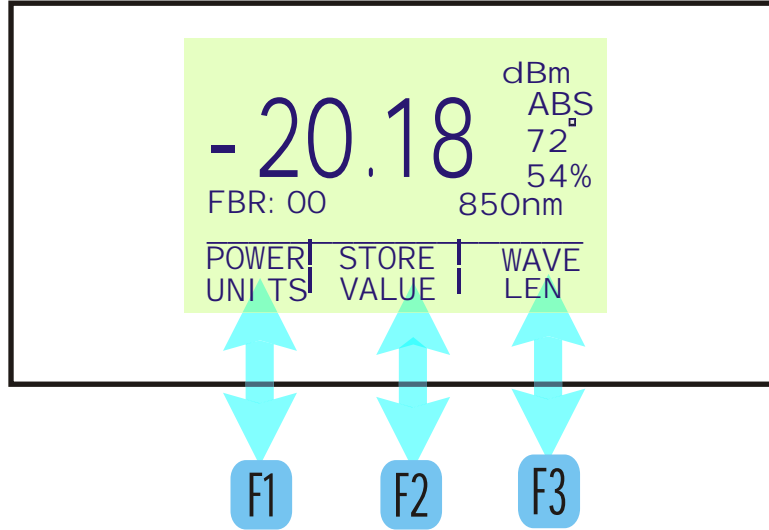 dBm
ABS
-20.18
72°
54%
FBR: 00 850nm
POWER STORE WAVE
UNITS VALUE LEN
F1 F2 F3